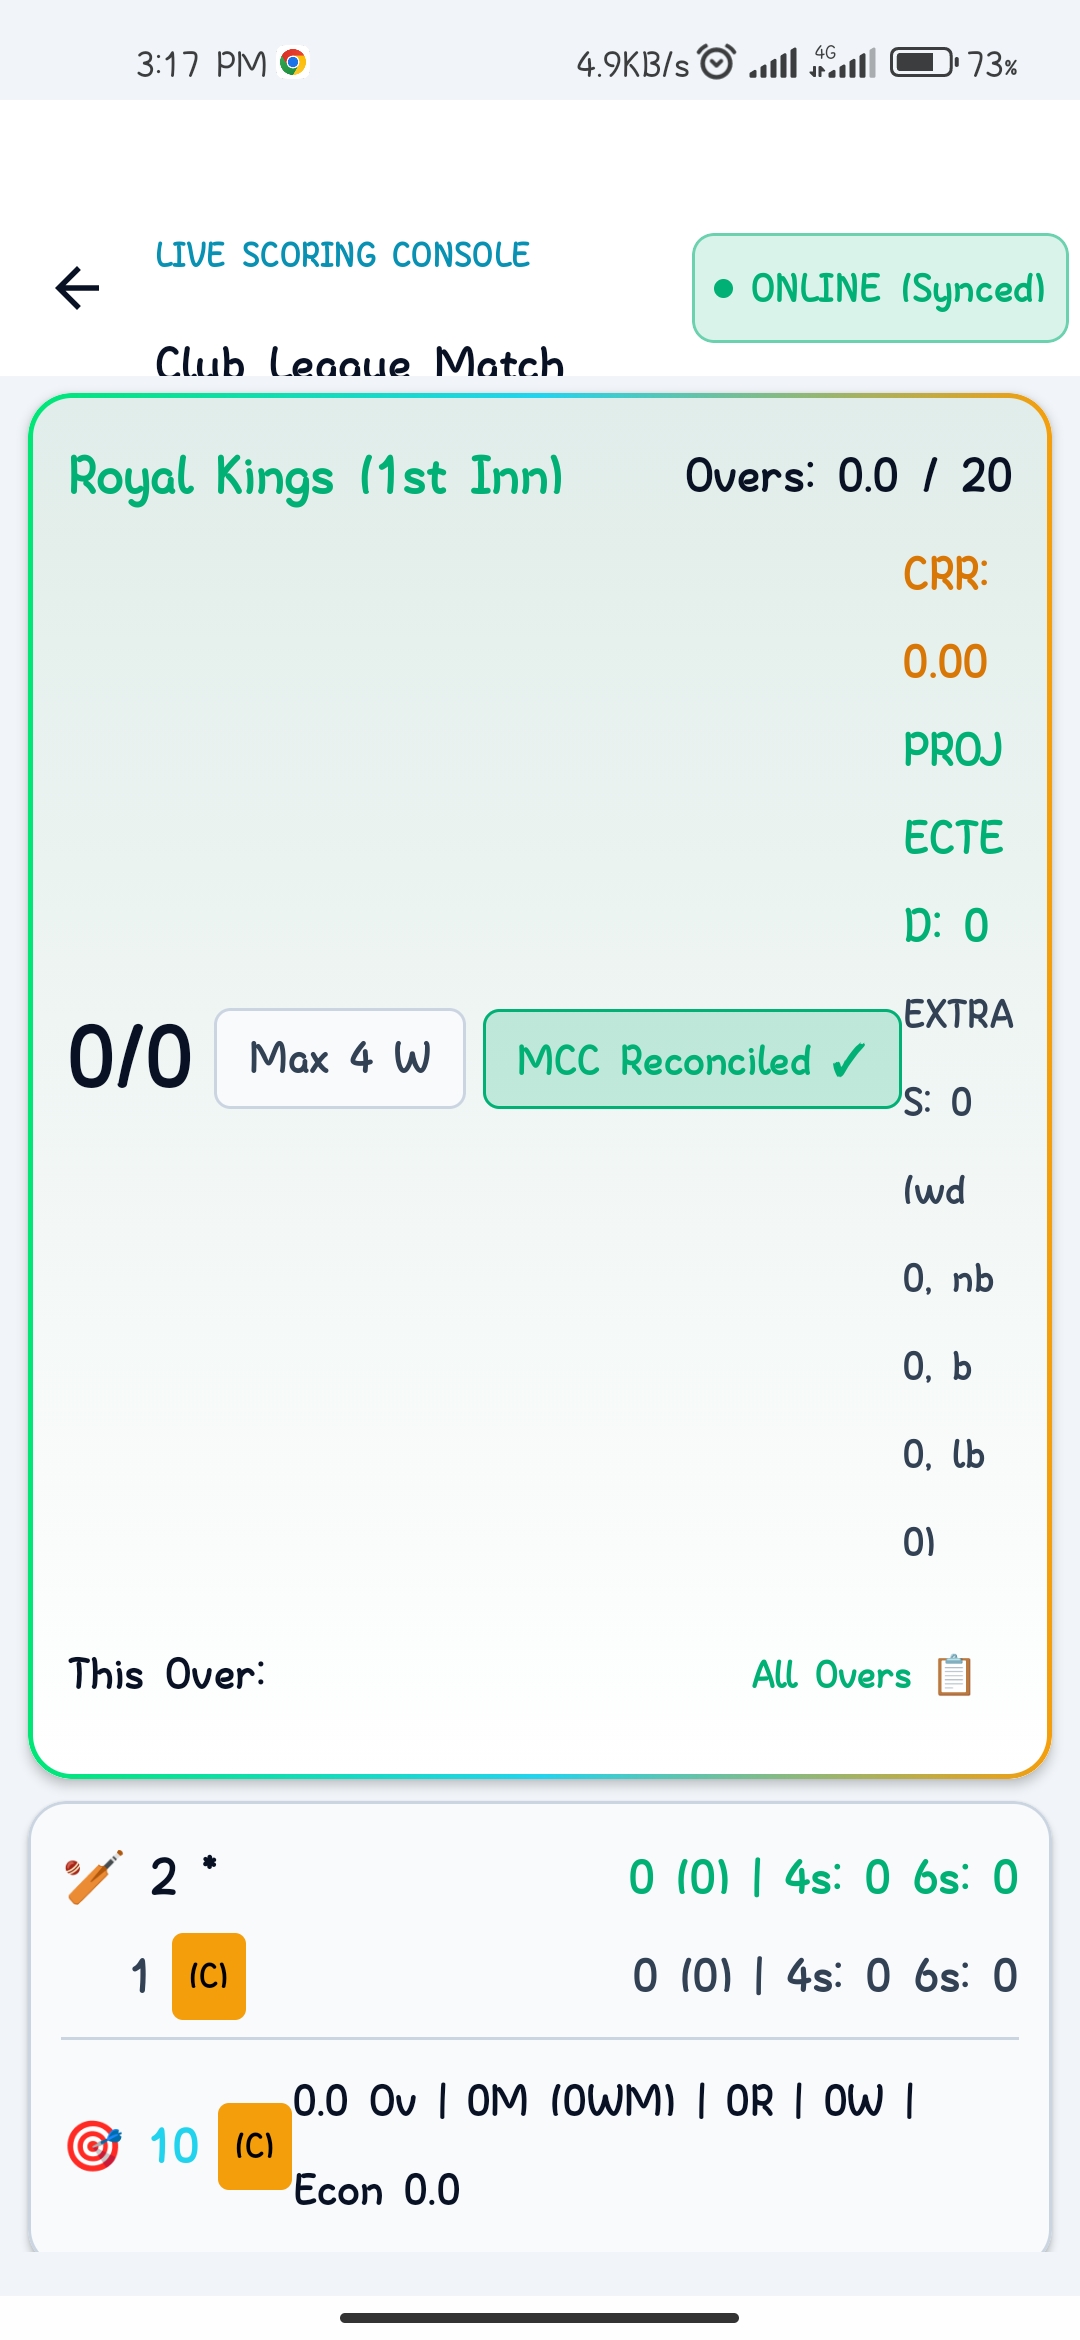 3:17 PM 4.9KB/s 4G 73%
LIVE SCORING CONSOLE
ONLINE (Synced)
Club League Match
Royal Kings (1st Inn) Overs: 0.0 / 20
CRR:
0.00
PROJ
ECTE
D: 0
EXTRA
0/0 Max 4 W MCC Reconciled ✓
S: 0
(wd
0, nb
0, b
0, lb
0)
This Over: All Overs
2 * 0 (0) | 4s: 0 6s: 0
1 (C) 0 (0) | 4s: 0 6s: 0
10 (C) 0.0 Ov | 0M (0WM) | 0R | 0W |
Econ 0.0